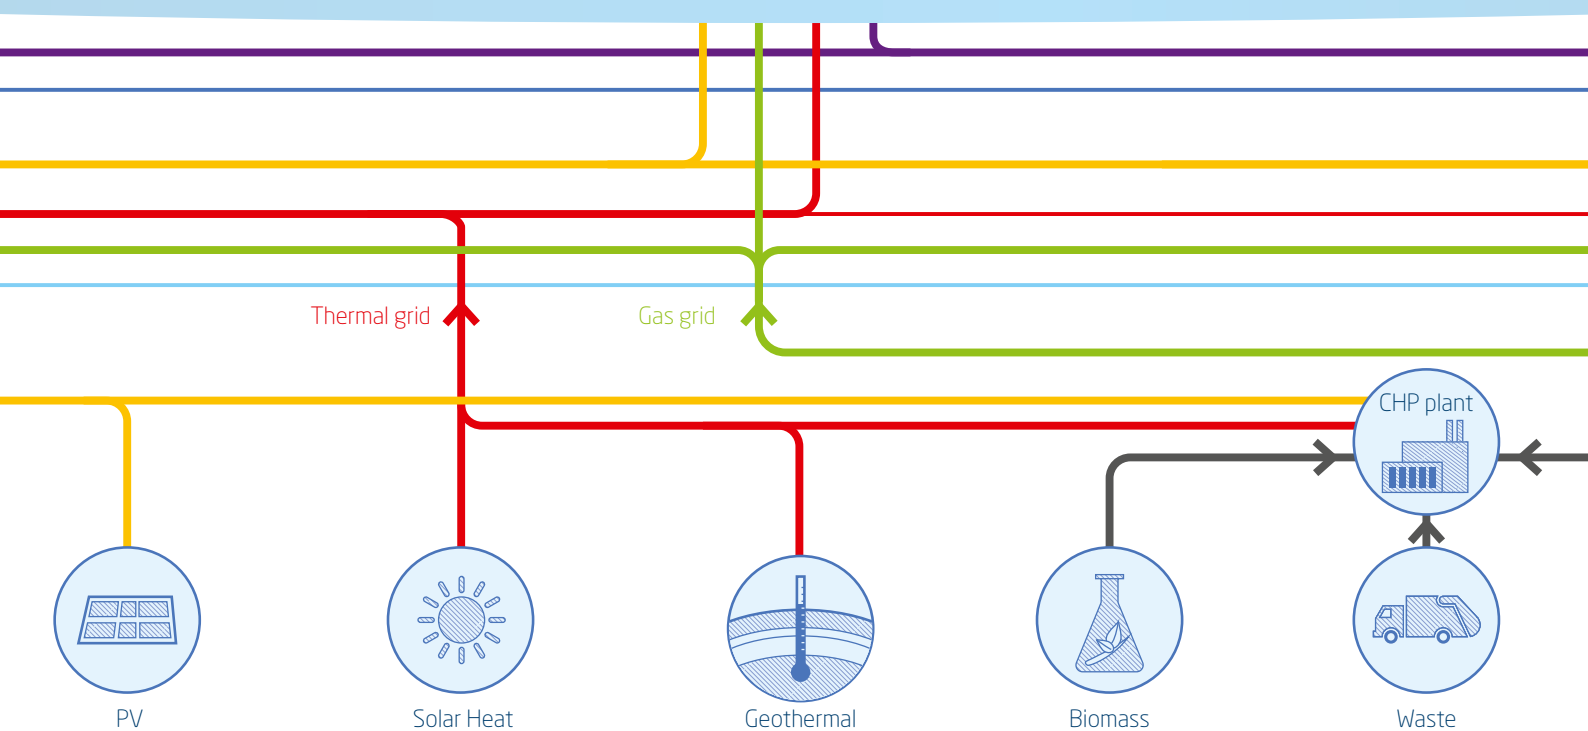 Thermal grid
Gas grid
CHP plant
PV
Solar Heat
Geothermal
Biomass
Waste